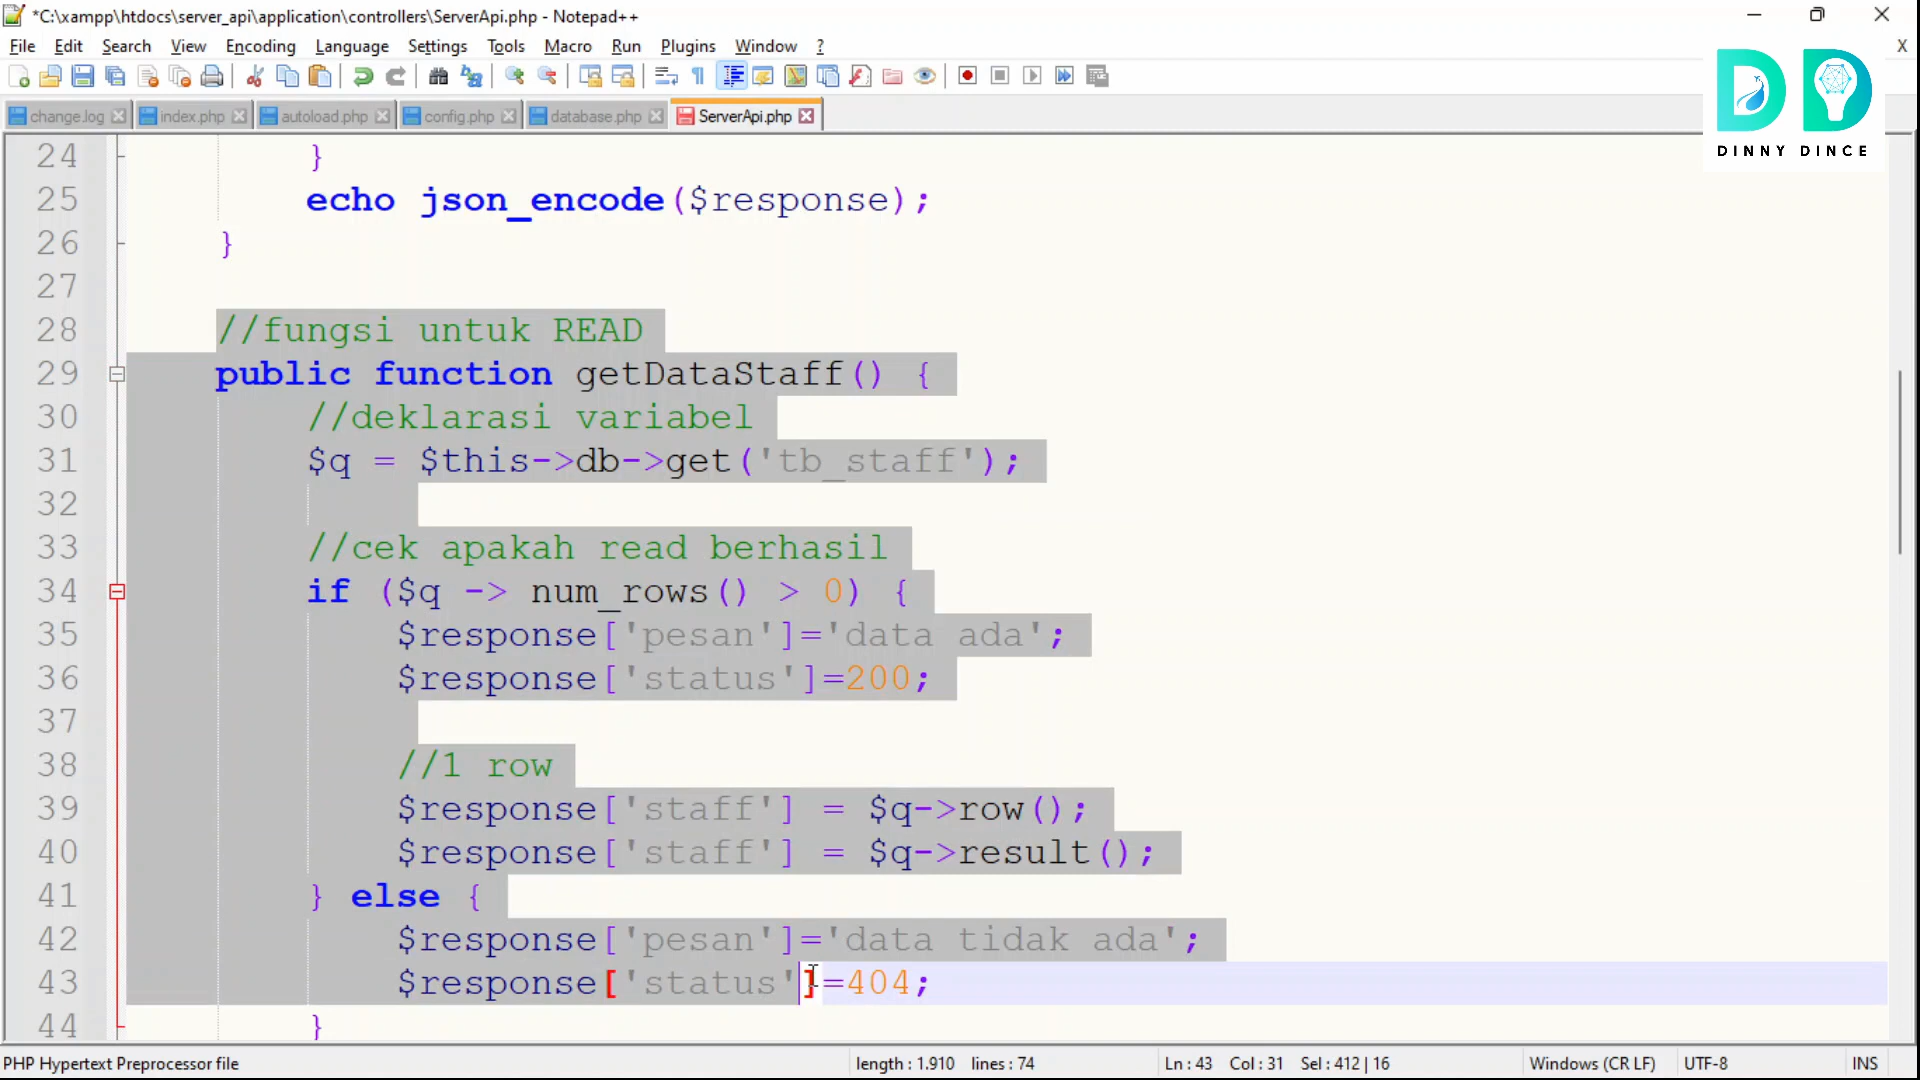 *C:\xampp\htdocs\server_api\application\controllers\ServerApi.php - Notepad++
File Edit Search View Encoding Language Settings Tools Macro Run Plugins Window ? X
change.log index.php autoload.php config.php database.php ServerApi.php
DINNY DINCE
24 }
25 echo json_encode($response);
26 }
27
28 //fungsi untuk READ
29 public function getDataStaff() {
30 //deklarasi variabel
31 $q = $this->db->get('tb_staff');
32
33 //cek apakah read berhasil
34 if ($q -> num_rows() > 0) {
35 $response['pesan']='data ada';
36 $response['status']=200;
37
38 //1 row
39 $response['staff'] = $q->row();
40 $response['staff'] = $q->result();
41 } else {
42 $response['pesan']='data tidak ada';
43 $response['status']=404;
44 }
PHP Hypertext Preprocessor file length : 1.910 lines : 74 Ln : 43 Col : 31 Sel : 412 | 16 Windows (CR LF) UTF-8 INS